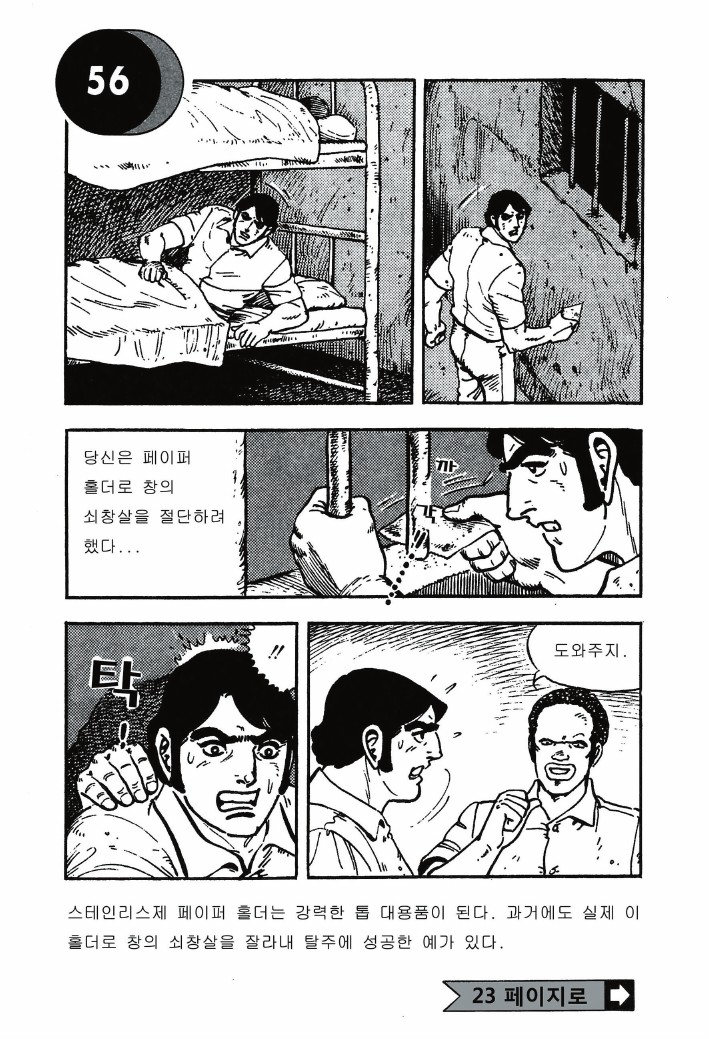 56
당신은 페이퍼
홀더로 창의
쇠창살을 절단하려
했다...
까
각
탁
!!
도와주지.
스테인리스제 페이퍼 홀더는 강력한 톱 대용품이 된다. 과거에도 실제 이
홀더로 창의 쇠창살을 잘라내 탈주에 성공한 예가 있다.
23 페이지로